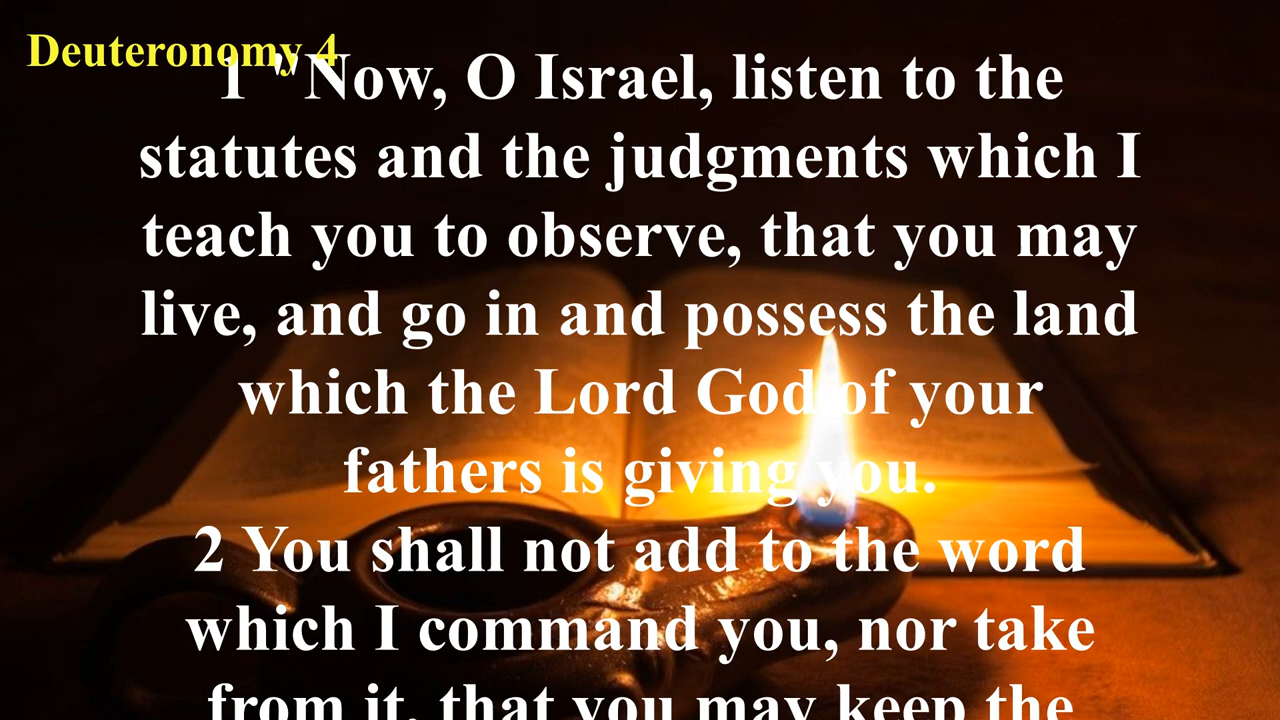 Deuteronomy 4
1 "Now, O Israel, listen to the
statutes and the judgments which I
teach you to observe, that you may
live, and go in and possess the land
which the Lord God of your
fathers is giving you.
2 You shall not add to the word
which I command you, nor take
from it, that you may keep the